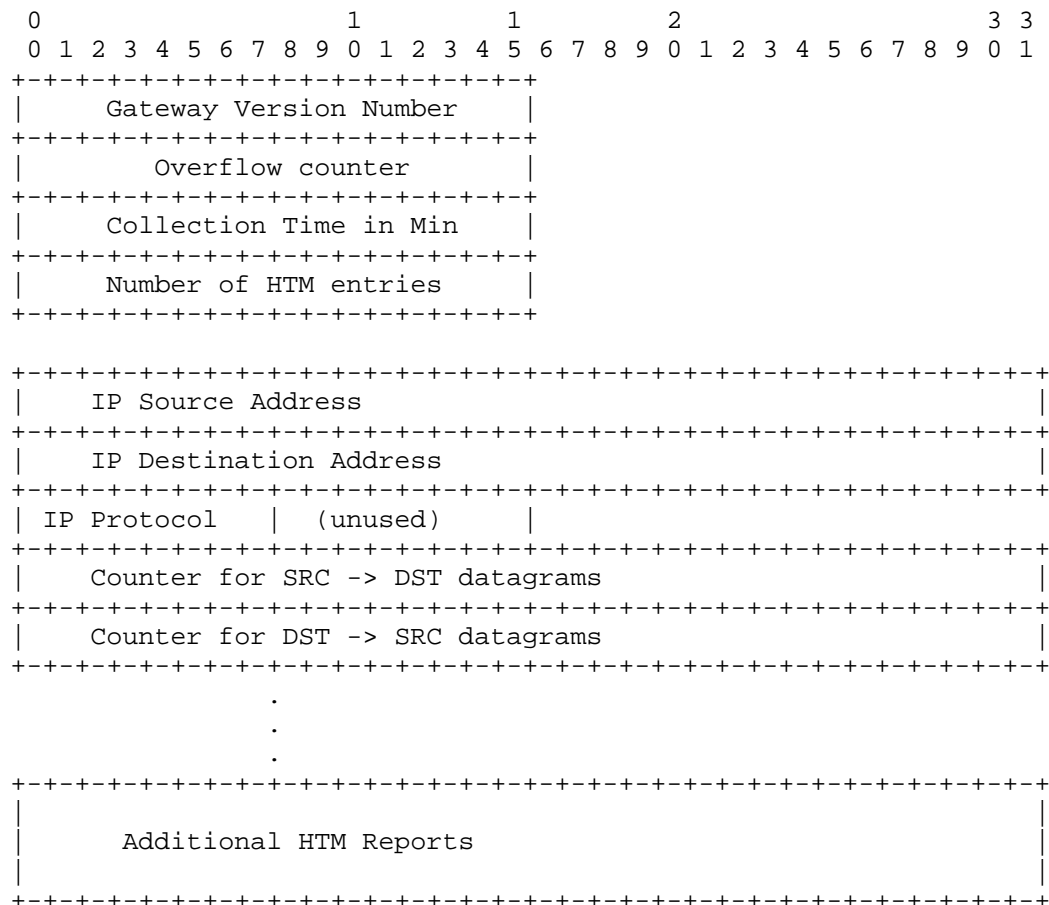 0                   1         1         2                   3 3
 0 1 2 3 4 5 6 7 8 9 0 1 2 3 4 5 6 7 8 9 0 1 2 3 4 5 6 7 8 9 0 1
+-+-+-+-+-+-+-+-+-+-+-+-+-+-+-+-+
|     Gateway Version Number    |
+-+-+-+-+-+-+-+-+-+-+-+-+-+-+-+-+
|        Overflow counter       |
+-+-+-+-+-+-+-+-+-+-+-+-+-+-+-+-+
|     Collection Time in Min    |
+-+-+-+-+-+-+-+-+-+-+-+-+-+-+-+-+
|     Number of HTM entries     |
+-+-+-+-+-+-+-+-+-+-+-+-+-+-+-+-+

+-+-+-+-+-+-+-+-+-+-+-+-+-+-+-+-+-+-+-+-+-+-+-+-+-+-+-+-+-+-+-+-+
|    IP Source Address                                          |
+-+-+-+-+-+-+-+-+-+-+-+-+-+-+-+-+-+-+-+-+-+-+-+-+-+-+-+-+-+-+-+-+
|    IP Destination Address                                     |
+-+-+-+-+-+-+-+-+-+-+-+-+-+-+-+-+-+-+-+-+-+-+-+-+-+-+-+-+-+-+-+-+
| IP Protocol   |  (unused)     |
+-+-+-+-+-+-+-+-+-+-+-+-+-+-+-+-+-+-+-+-+-+-+-+-+-+-+-+-+-+-+-+-+
|    Counter for SRC -> DST datagrams                           |
+-+-+-+-+-+-+-+-+-+-+-+-+-+-+-+-+-+-+-+-+-+-+-+-+-+-+-+-+-+-+-+-+
|    Counter for DST -> SRC datagrams                           |
+-+-+-+-+-+-+-+-+-+-+-+-+-+-+-+-+-+-+-+-+-+-+-+-+-+-+-+-+-+-+-+-+
                .
                .
                .
+-+-+-+-+-+-+-+-+-+-+-+-+-+-+-+-+-+-+-+-+-+-+-+-+-+-+-+-+-+-+-+-+
|                                                               |
|      Additional HTM Reports                                   |
|                                                               |
+-+-+-+-+-+-+-+-+-+-+-+-+-+-+-+-+-+-+-+-+-+-+-+-+-+-+-+-+-+-+-+-+